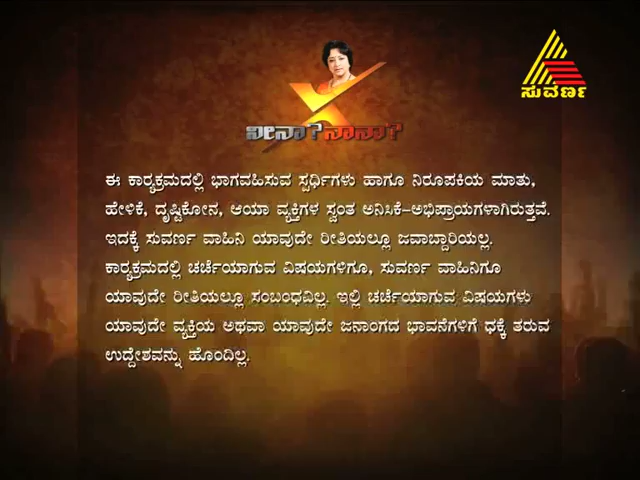 ಸುವರ್ಣ
ನೀನಾ?ನಾನಾ?
ಈ ಕಾರ್‍ಯಕ್ರಮದಲ್ಲಿ ಭಾಗವಹಿಸುವ ಸ್ಪರ್ಧಿಗಳು ಹಾಗೂ ನಿರೂಪಕಿಯ ಮಾತು,
ಹೇಳಿಕೆ, ದೃಷ್ಟಿಕೋನ, ಆಯಾ ವ್ಯಕ್ತಿಗಳ ಸ್ವಂತ ಅನಿಸಿಕೆ-ಅಭಿಪ್ರಾಯಗಳಾಗಿರುತ್ತವೆ.
ಇದಕ್ಕೆ ಸುವರ್ಣ ವಾಹಿನಿ ಯಾವುದೇ ರೀತಿಯಲ್ಲೂ ಜವಾಬ್ದಾರಿಯಲ್ಲ.
ಕಾರ್‍ಯಕ್ರಮದಲ್ಲಿ ಚರ್ಚೆಯಾಗುವ ವಿಷಯಗಳಿಗೂ, ಸುವರ್ಣ ವಾಹಿನಿಗೂ
ಯಾವುದೇ ರೀತಿಯಲ್ಲೂ ಸಂಬಂಧವಿಲ್ಲ. ಇಲ್ಲಿ ಚರ್ಚೆಯಾಗುವ ವಿಷಯಗಳು
ಯಾವುದೇ ವ್ಯಕ್ತಿಯ ಅಥವಾ ಯಾವುದೇ ಜನಾಂಗದ ಭಾವನೆಗಳಿಗೆ ಧಕ್ಕೆ ತರುವ
ಉದ್ದೇಶವನ್ನು ಹೊಂದಿಲ್ಲ.